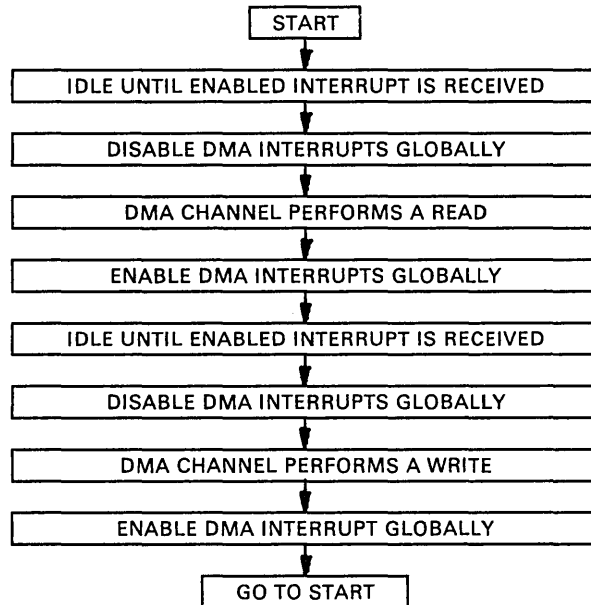 START
IDLE UNTIL ENABLED INTERRUPT IS RECEIVED
DISABLE DMA INTERRUPTS GLOBALLY
DMA CHANNEL PERFORMS A READ
ENABLE DMA INTERRUPTS GLOBALLY
IDLE UNTIL ENABLED INTERRUPT IS RECEIVED
DISABLE DMA INTERRUPTS GLOBALLY
DMA CHANNEL PERFORMS A WRITE
ENABLE DMA INTERRUPT GLOBALLY
GO TO START